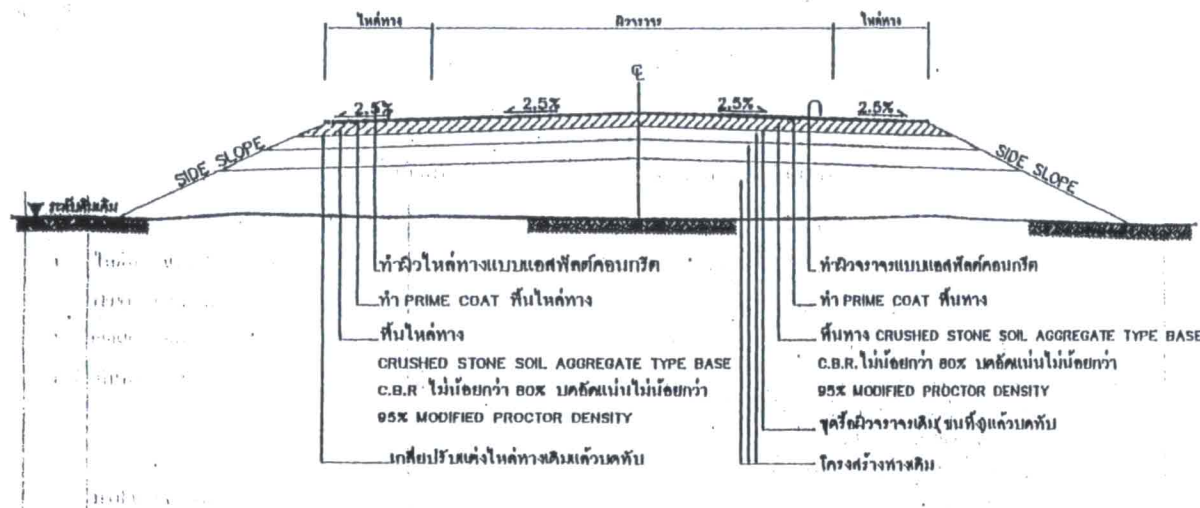 ไหล่ทาง ผิวจราจร ไหล่ทาง
℄
2.5% 2.5% 2.5% 2.5%
SIDE SLOPE SIDE SLOPE
ระดับดินเดิม
ทำผิวไหล่ทางแบบแอสฟัลต์คอนกรีต
ทำ PRIME COAT พื้นไหล่ทาง
พื้นไหล่ทาง
CRUSHED STONE SOIL AGGREGATE TYPE BASE
C.B.R ไม่น้อยกว่า 80% บดอัดแน่นไม่น้อยกว่า
95% MODIFIED PROCTOR DENSITY
เกลี่ยปรับแต่งไหล่ทางเดิมแล้วบดทับ
ทำผิวจราจรแบบแอสฟัลต์คอนกรีต
ทำ PRIME COAT พื้นทาง
พื้นทาง CRUSHED STONE SOIL AGGREGATE TYPE BASE
C.B.R. ไม่น้อยกว่า 80% บดอัดแน่นไม่น้อยกว่า
95% MODIFIED PROCTOR DENSITY
ขุดรื้อผิวจราจรเดิม(ขนทิ้ง)แล้วบดทับ
โครงสร้างทางเดิม